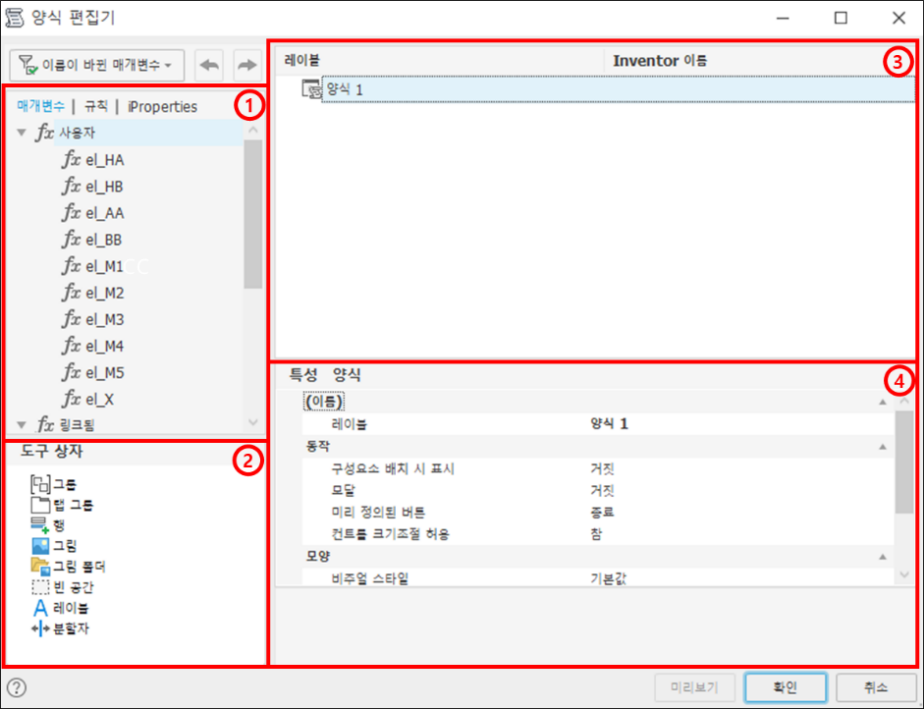 양식 편집기
이름이 바뀐 매개변수
매개변수 | 규칙 | iProperties
1
fx 사용자
fx el_HA
fx el_HB
fx el_AA
fx el_BB
fx el_M1CC
fx el_M2
fx el_M3
fx el_M4
fx el_M5
fx el_X
fx 링크됨
도구 상자
2
그룹
탭 그룹
행
그림
그림 폴더
빈 공간
A 레이블
분할자
레이블 Inventor 이름
3
양식 1
특성 양식
4
(이름)
레이블 양식 1
동작
구성요소 배치 시 표시 거짓
모달 거짓
미리 정의된 버튼 종료
컨트롤 크기조절 허용 참
모양
비주얼 스타일 기본값
?
미리보기 확인 취소